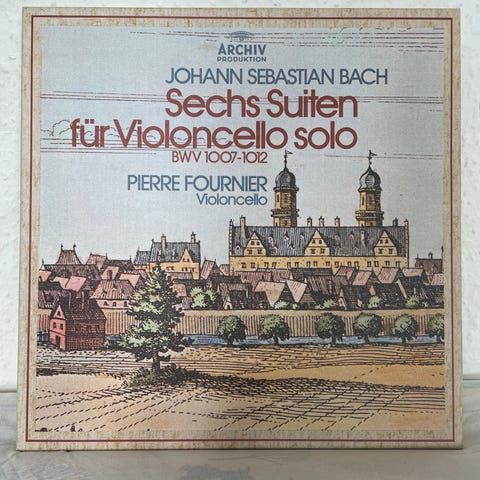 ARCHIV
PRODUKTION
JOHANN SEBASTIAN BACH
Sechs Suiten
für Violoncello solo
BWV 1007-1012
PIERRE FOURNIER
Violoncello